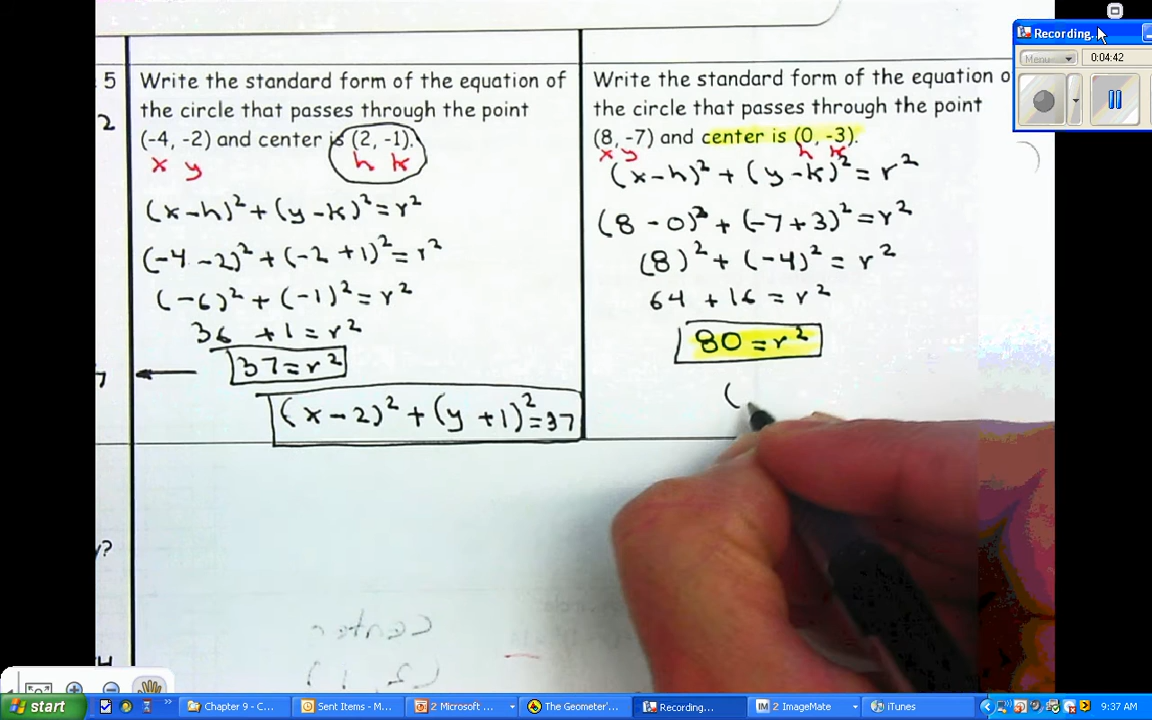 Recording...
Menu
0:04:42
5
2
Write the standard form of the equation of
the circle that passes through the point
(-4, -2) and center is (2, -1).
x y h k
(x-h)² + (y-k)² = r²
(-4-2)² + (-2+1)² = r²
(-6)² + (-1)² = r²
36 + 1 = r²
37 = r²
(x-2)² + (y+1)² = 37
Write the standard form of the equation o
the circle that passes through the point
(8, -7) and center is (0, -3).
x y h k
(x-h)² + (y-k)² = r²
(8-0)² + (-7+3)² = r²
(8)² + (-4)² = r²
64 + 16 = r²
80 = r²
(
y?
center
start
Chapter 9 - C...
Sent Items - M...
2 Microsoft ...
The Geometer'...
Recording...
2 ImageMate
iTunes
9:37 AM